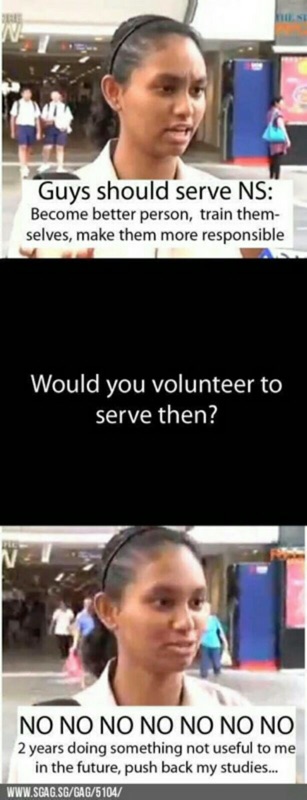 Guys should serve NS:
Become better person, train them-
selves, make them more responsible
Would you volunteer to
serve then?
NO NO NO NO NO NO NO
2 years doing something not useful to me
in the future, push back my studies...
WWW.SGAG.SG/GAG/5104/